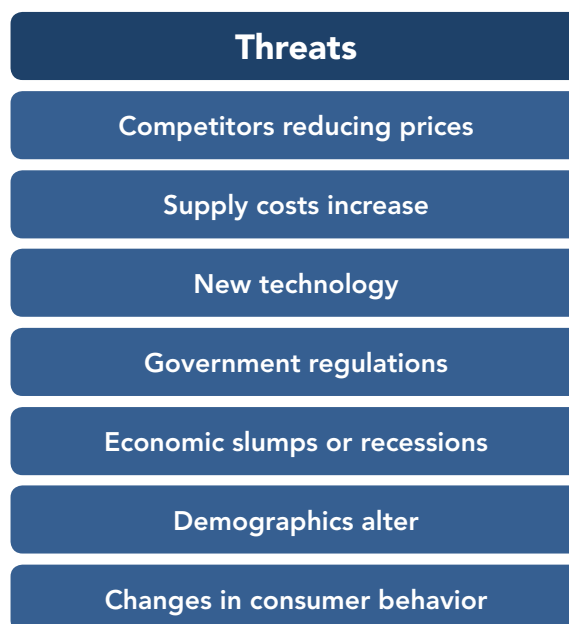 Threats
Competitors reducing prices
Supply costs increase
New technology
Government regulations
Economic slumps or recessions
Demographics alter
Changes in consumer behavior